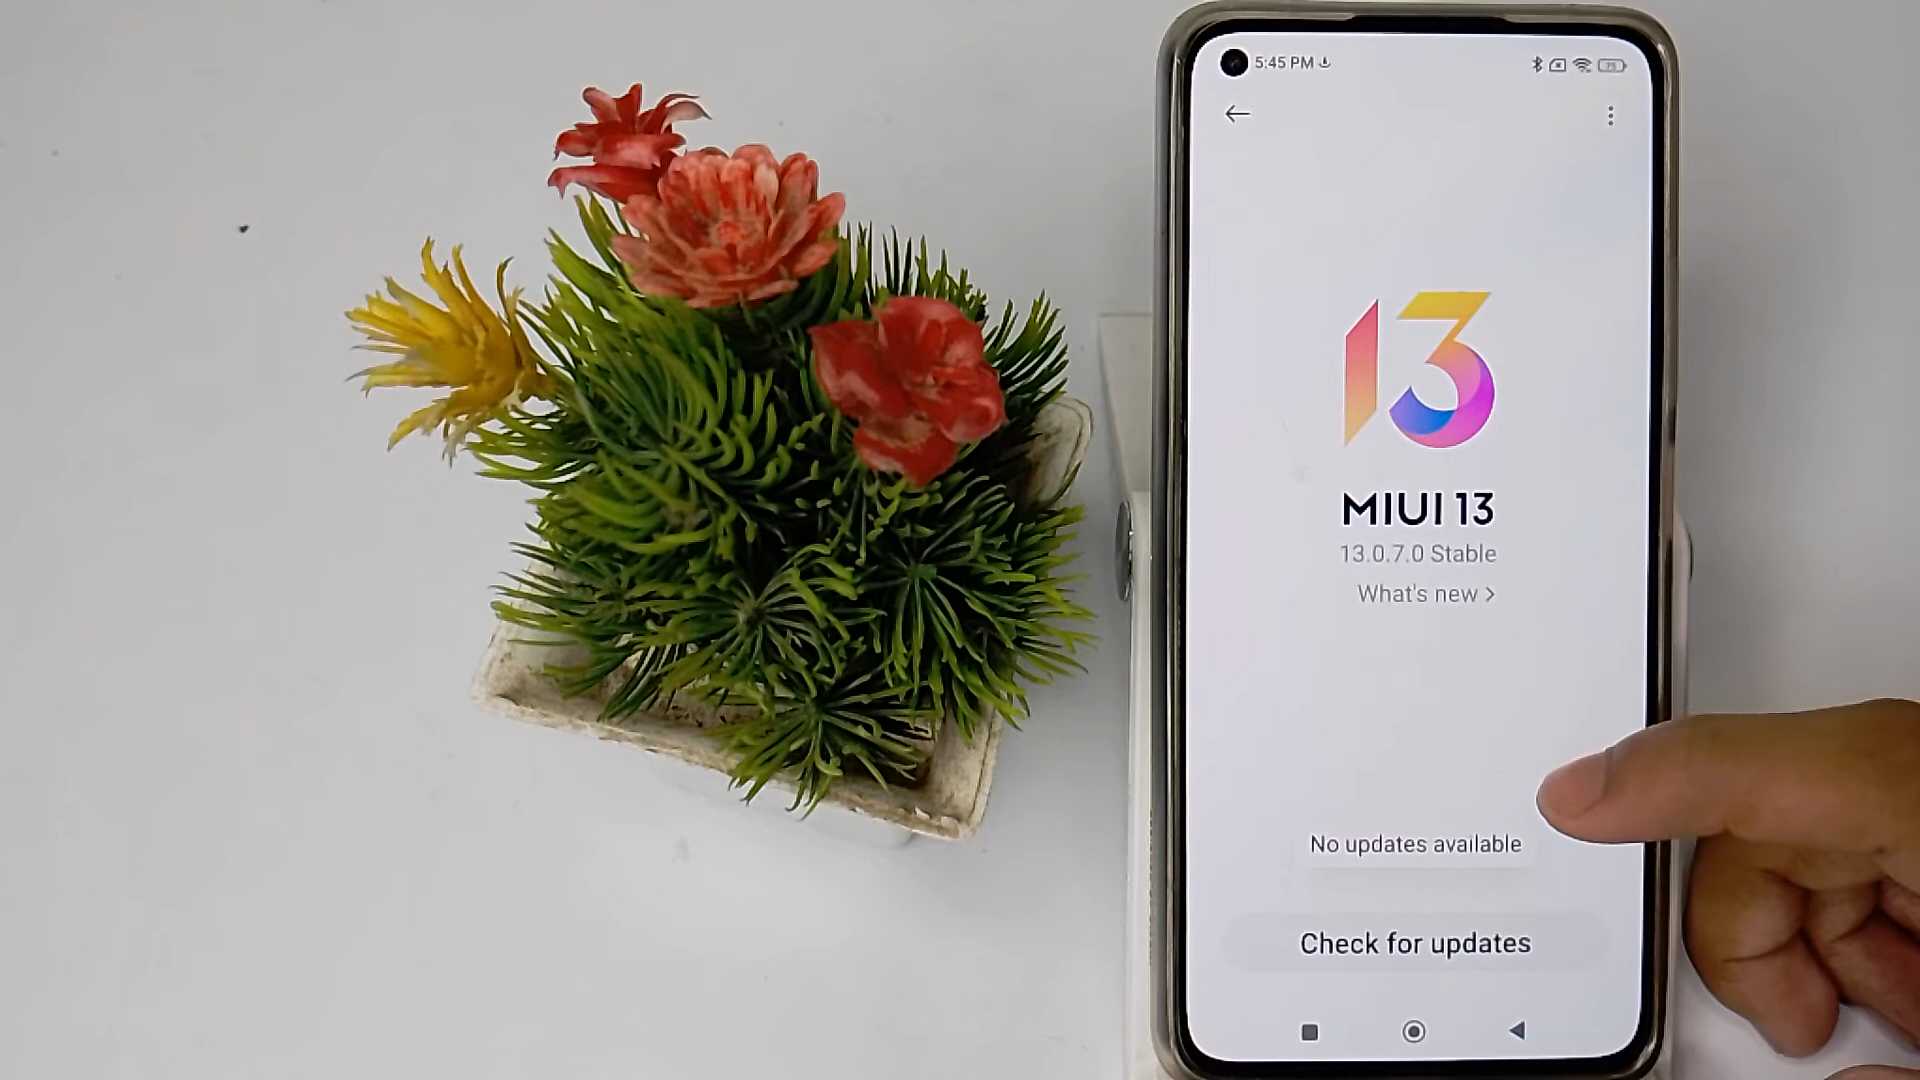 5:45 PM
75
13
MIUI 13
13.0.7.0 Stable
What's new >
No updates available
Check for updates